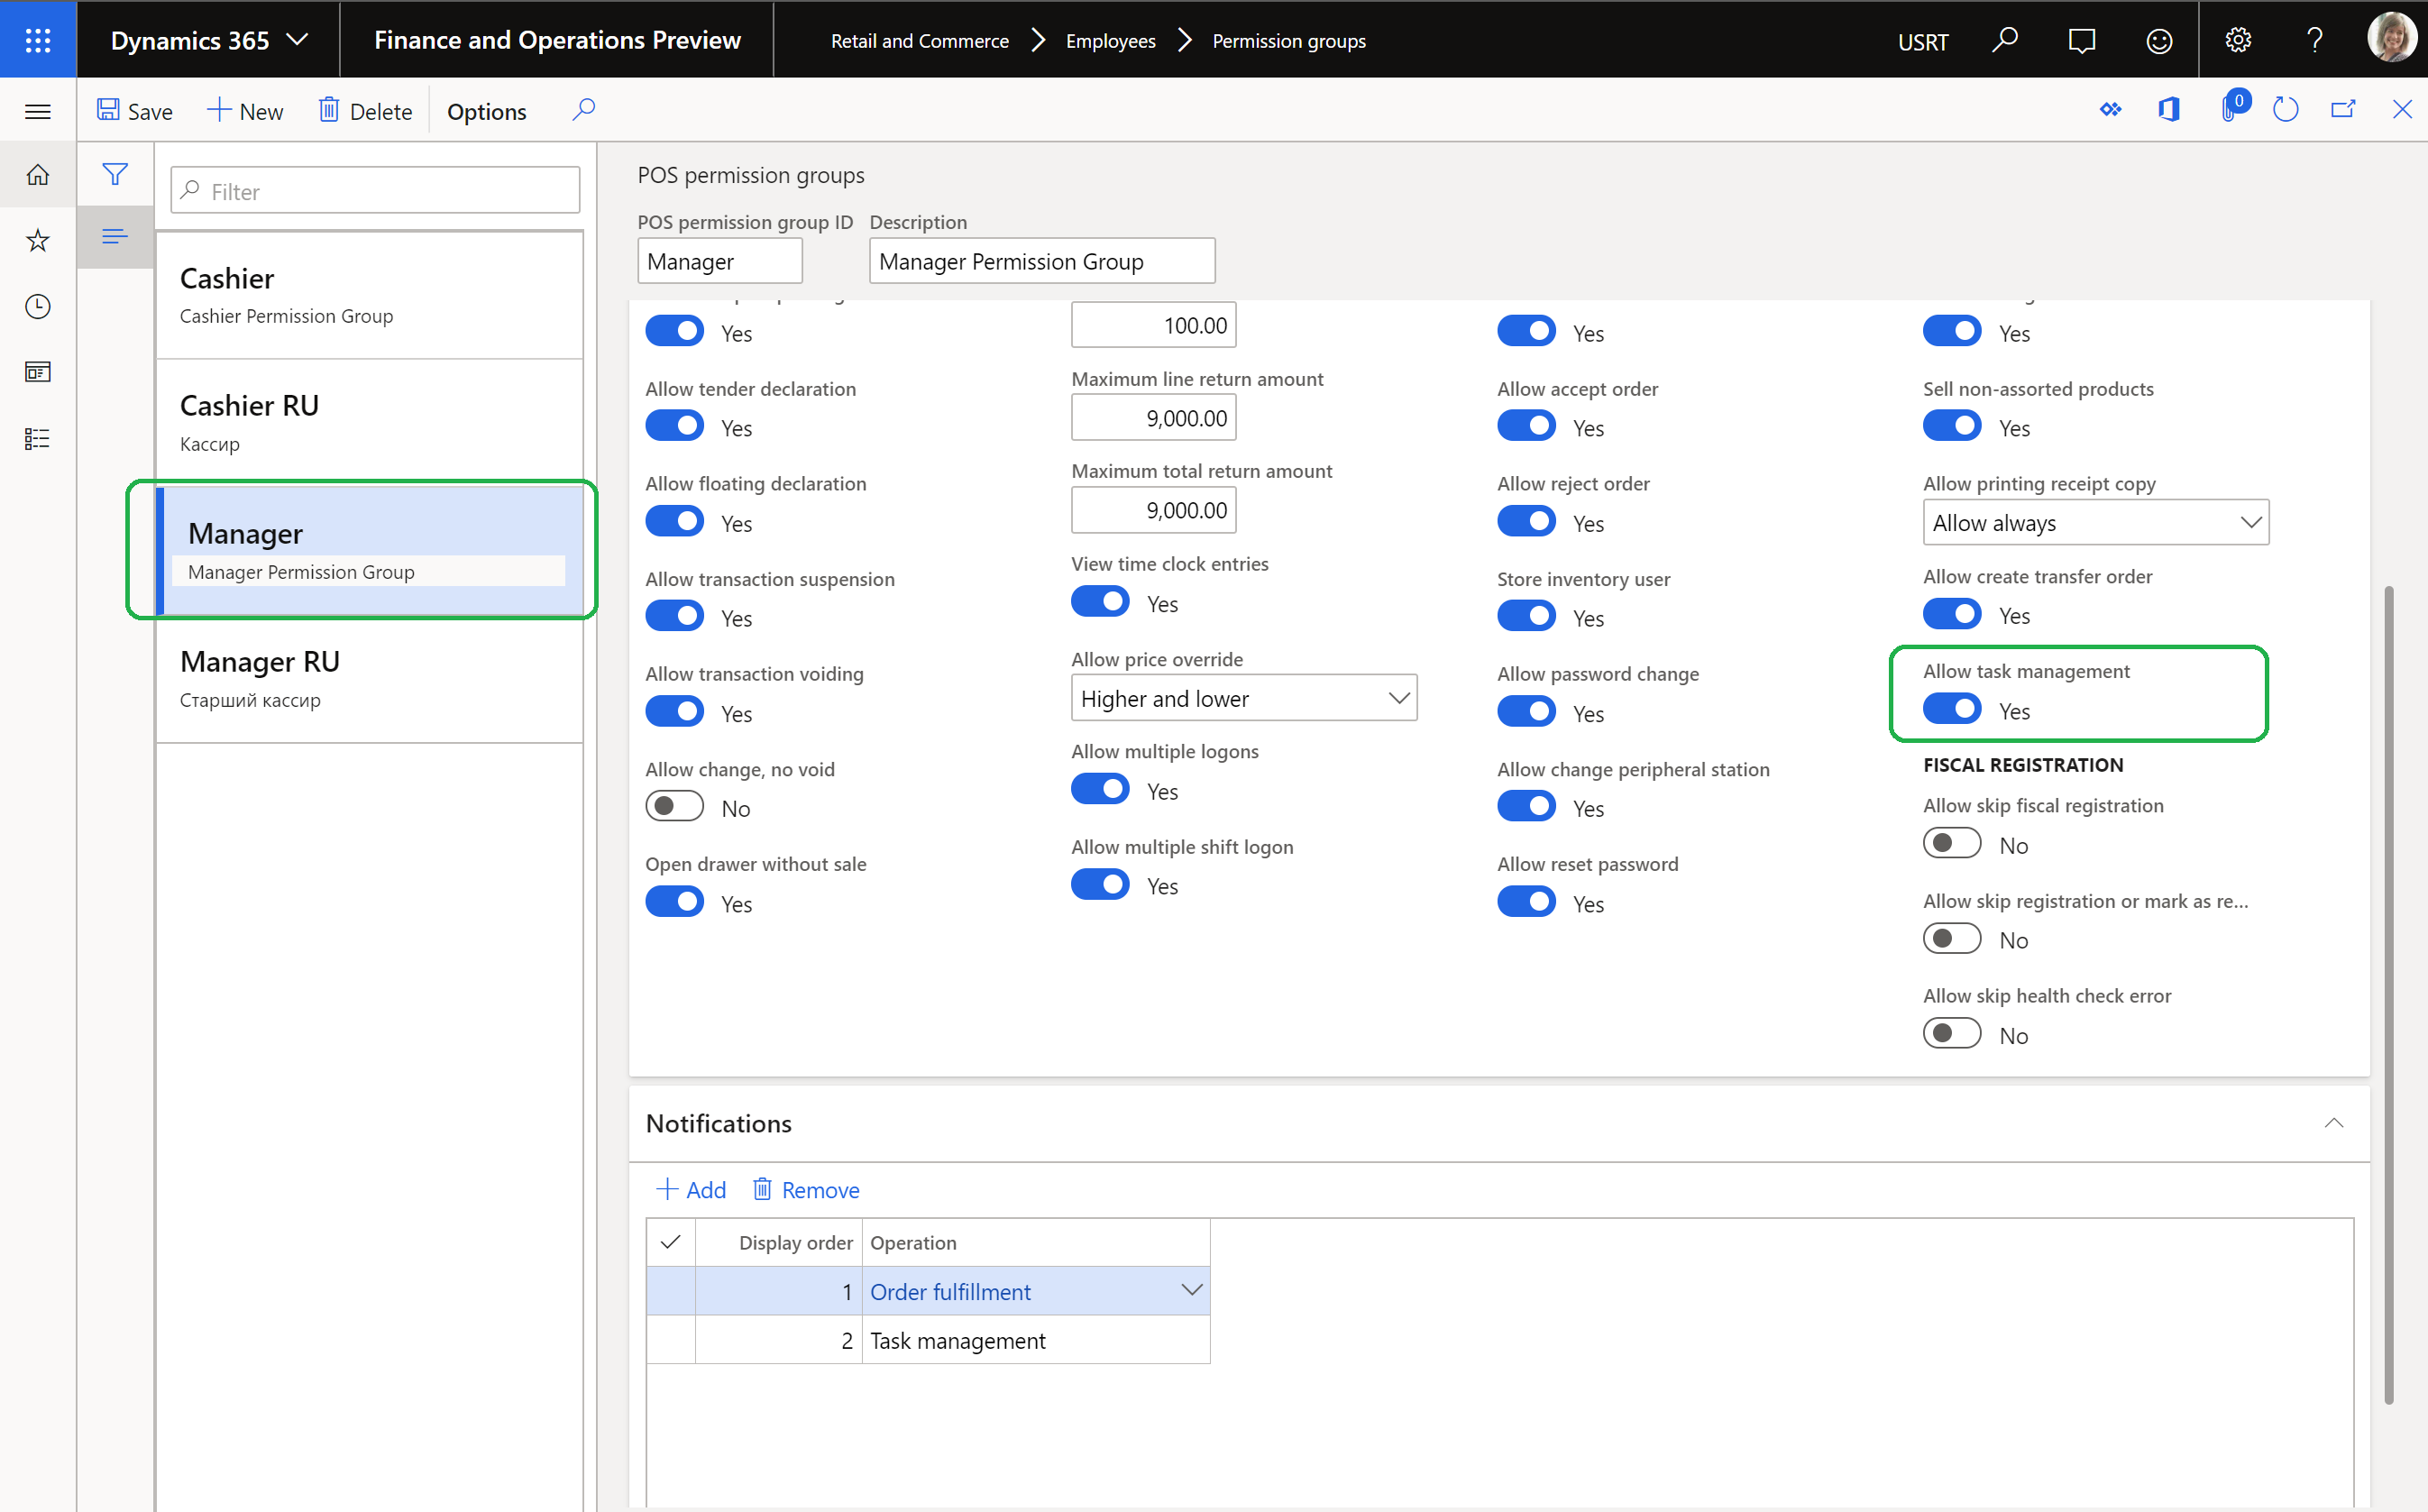 Dynamics 365
Finance and Operations Preview
Retail and Commerce
Employees
Permission groups
USRT
Save
New
Delete
Options
0
Filter
Cashier
Cashier Permission Group
Cashier RU
Кассир
Manager
Manager Permission Group
Manager RU
Старший кассир
POS permission groups
POS permission group ID
Description
Manager
Manager Permission Group
Yes
Allow tender declaration
Yes
Allow floating declaration
Yes
Allow transaction suspension
Yes
Allow transaction voiding
Yes
Allow change, no void
No
Open drawer without sale
Yes
100.00
Maximum line return amount
9,000.00
Maximum total return amount
9,000.00
View time clock entries
Yes
Allow price override
Higher and lower
Allow multiple logons
Yes
Allow multiple shift logon
Yes
Yes
Allow accept order
Yes
Allow reject order
Yes
Store inventory user
Yes
Allow password change
Yes
Allow change peripheral station
Yes
Allow reset password
Yes
Yes
Sell non-assorted products
Yes
Allow printing receipt copy
Allow always
Allow create transfer order
Yes
Allow task management
Yes
FISCAL REGISTRATION
Allow skip fiscal registration
No
Allow skip registration or mark as re...
No
Allow skip health check error
No
Notifications
Add
Remove
Display order
Operation
1
Order fulfillment
2
Task management